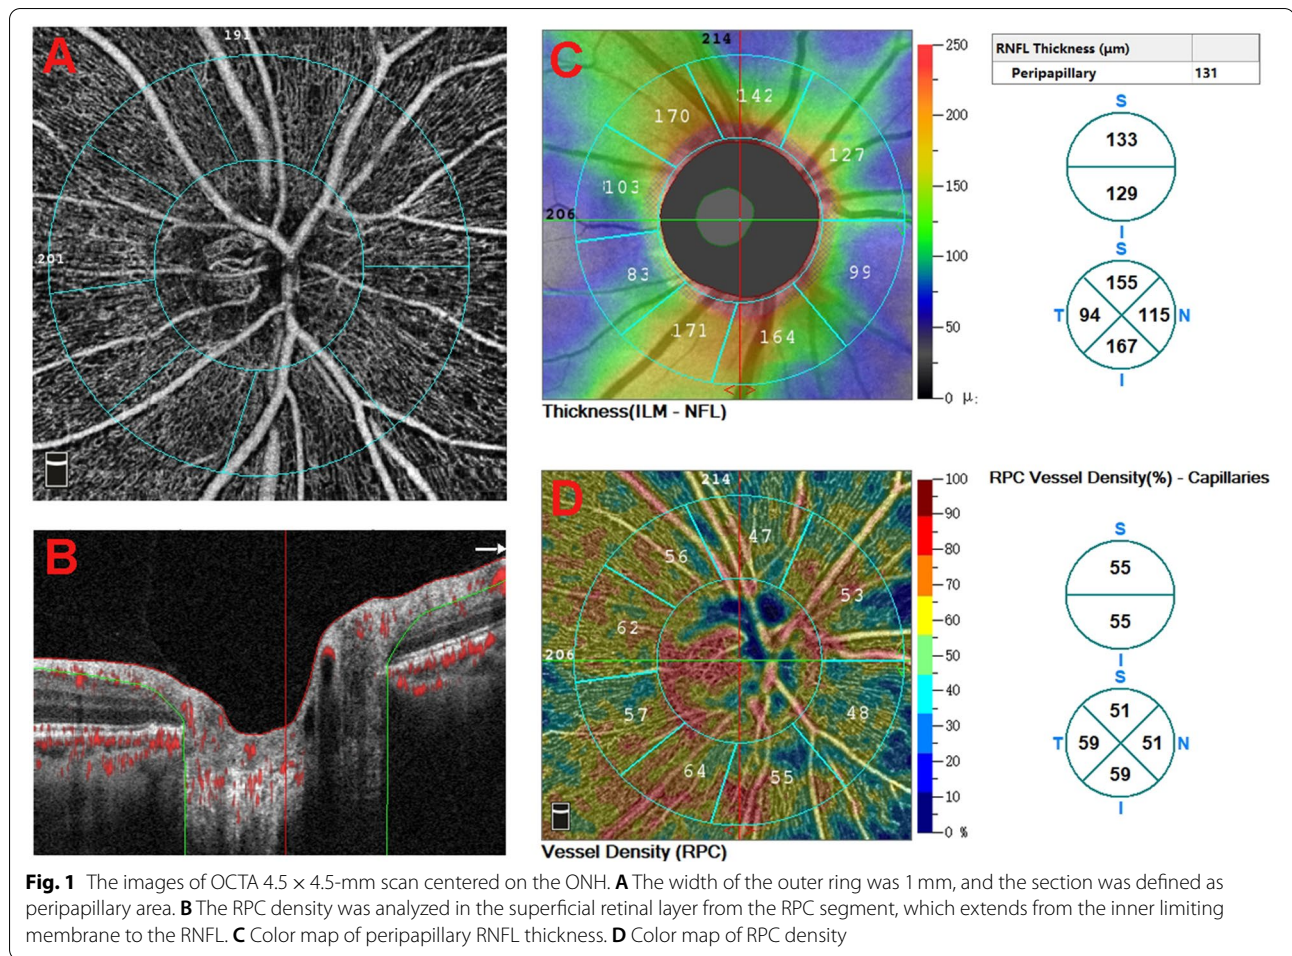 A
191
201
B
C
214
206
142
170
127
103
83
99
171
164
250
200
150
100
50
0 μ:
Thickness(ILM - NFL)
RNFL Thickness (μm)
Peripapillary 131
S
133
129
I
S
155
T 94 115 N
167
I
D
214
206
47
56
53
62
57
48
64
55
100
90
80
70
60
50
40
30
20
10
0 %
Vessel Density (RPC)
RPC Vessel Density(%) - Capillaries
S
55
55
I
S
51
T 59 51 N
59
I
Fig. 1 The images of OCTA 4.5 × 4.5-mm scan centered on the ONH. A The width of the outer ring was 1 mm, and the section was defined as
peripapillary area. B The RPC density was analyzed in the superficial retinal layer from the RPC segment, which extends from the inner limiting
membrane to the RNFL. C Color map of peripapillary RNFL thickness. D Color map of RPC density